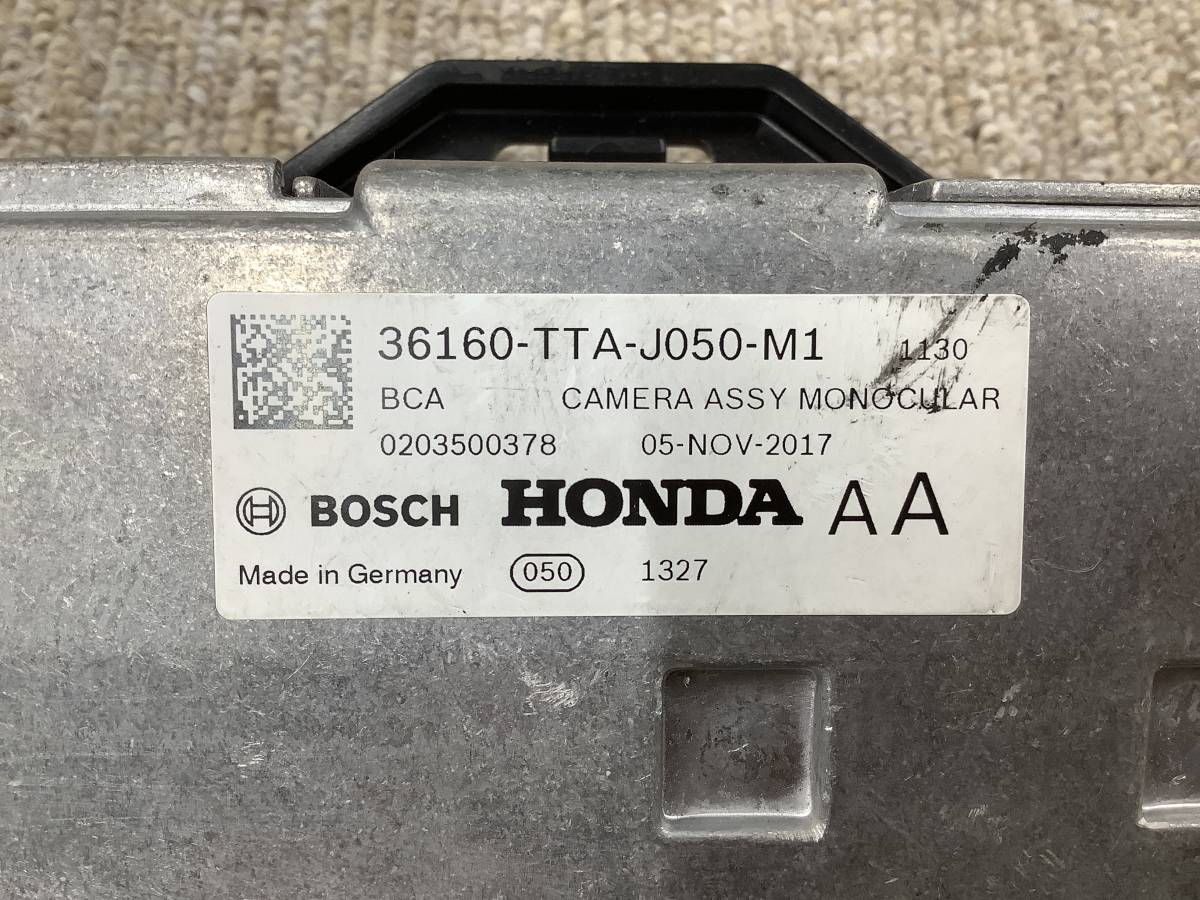 36160-TTA-J050-M1 1130
BCA CAMERA ASSY MONOCULAR
0203500378 05-NOV-2017
BOSCH HONDA AA
Made in Germany 050 1327